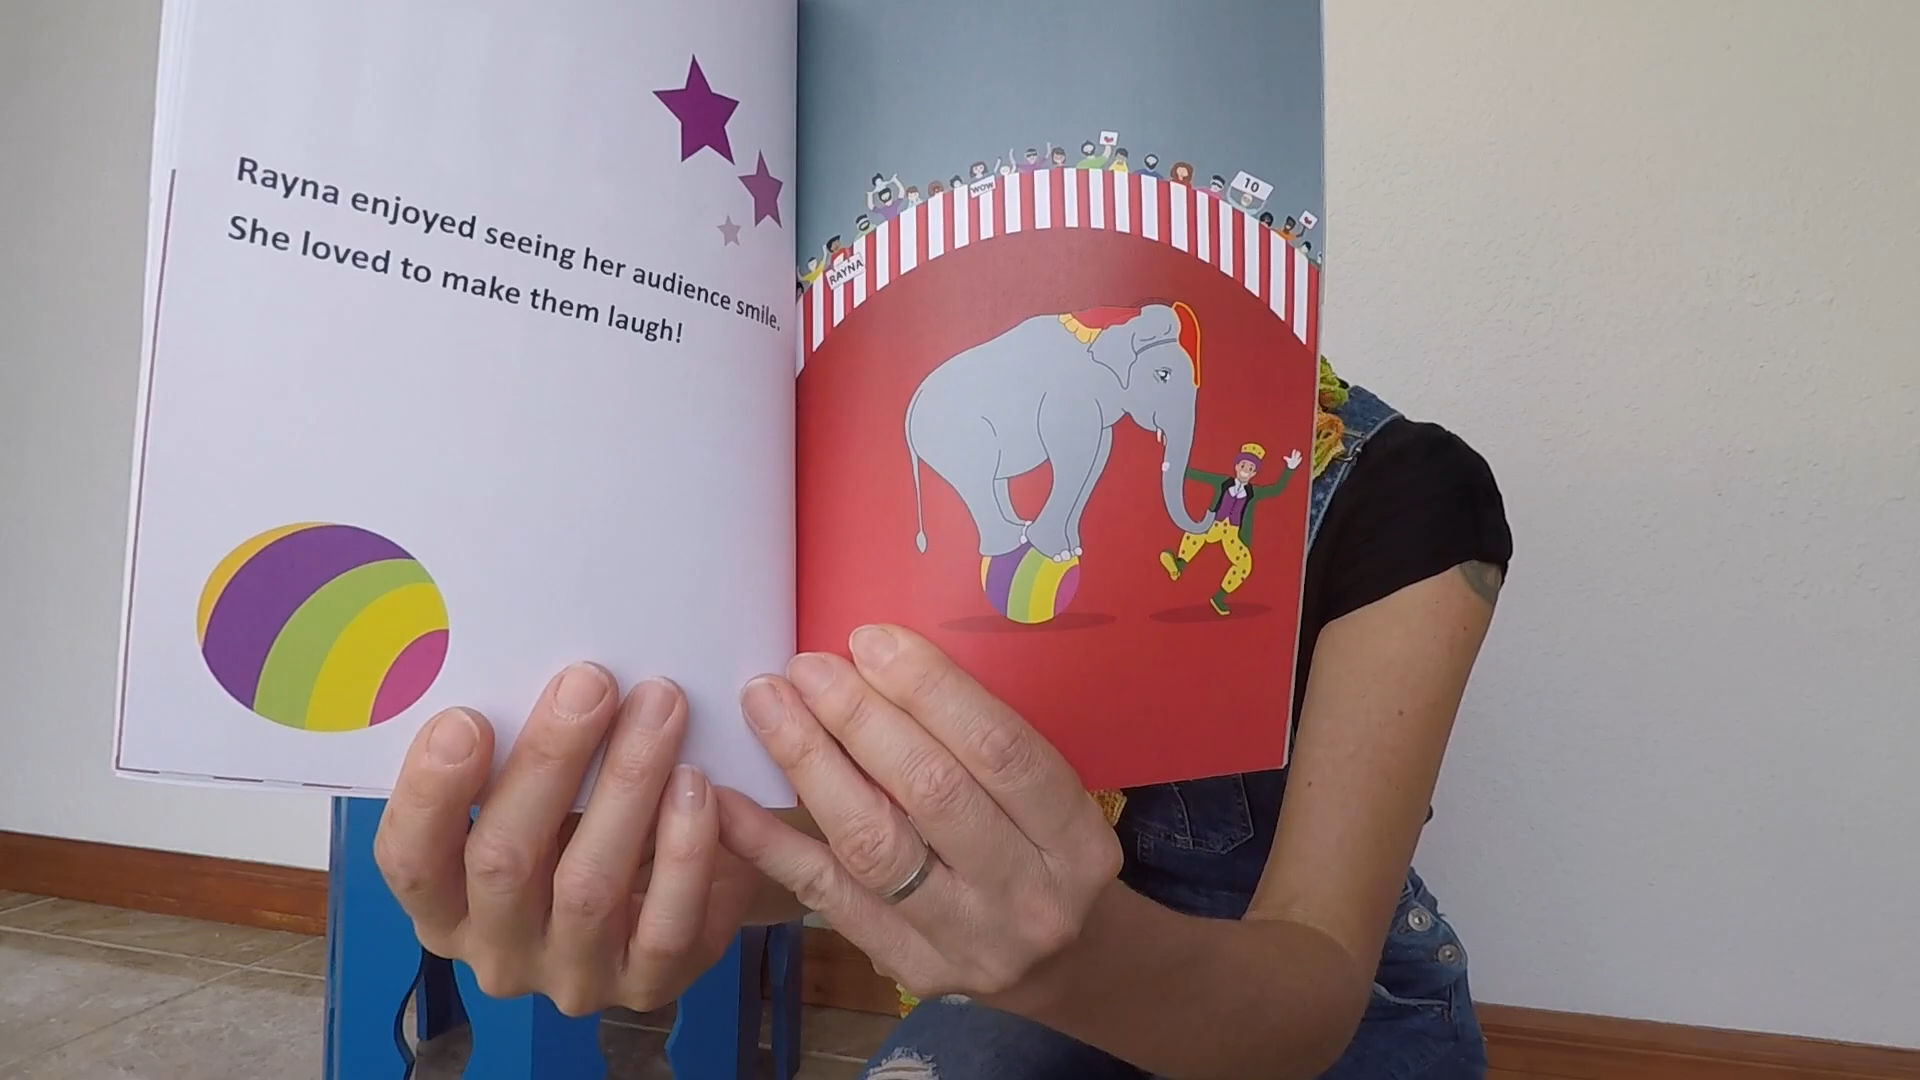 Rayna enjoyed seeing her audience smile.
She loved to make them laugh!
WOW
10
RAYNA